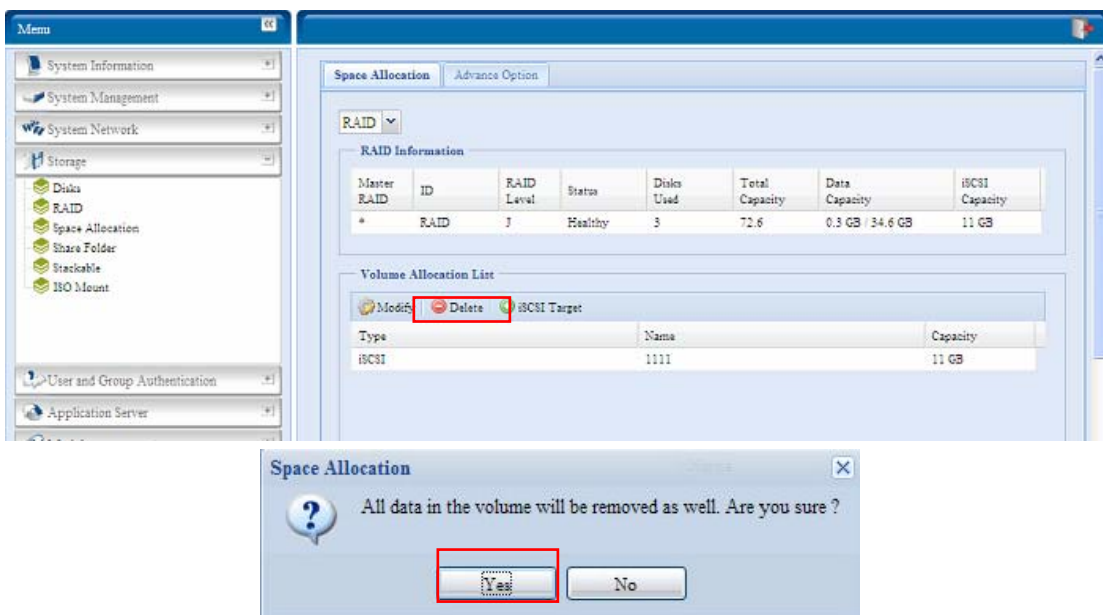 Menu
System Information
System Management
System Network
Storage
Disks
RAID
Space Allocation
Share Folder
Stackable
ISO Mount
User and Group Authentication
Application Server
Space Allocation Advance Option
RAID
RAID Information
Master RAID ID RAID Level Status Disks Used Total Capacity Data Capacity iSCSI Capacity
* RAID J Healthy 3 72.6 0.3 GB / 34.6 GB 11 GB
Volume Allocation List
Modify Delete iSCSI Target
Type Name Capacity
iSCSI 1111 11 GB
Space Allocation
All data in the volume will be removed as well. Are you sure ?
Yes No